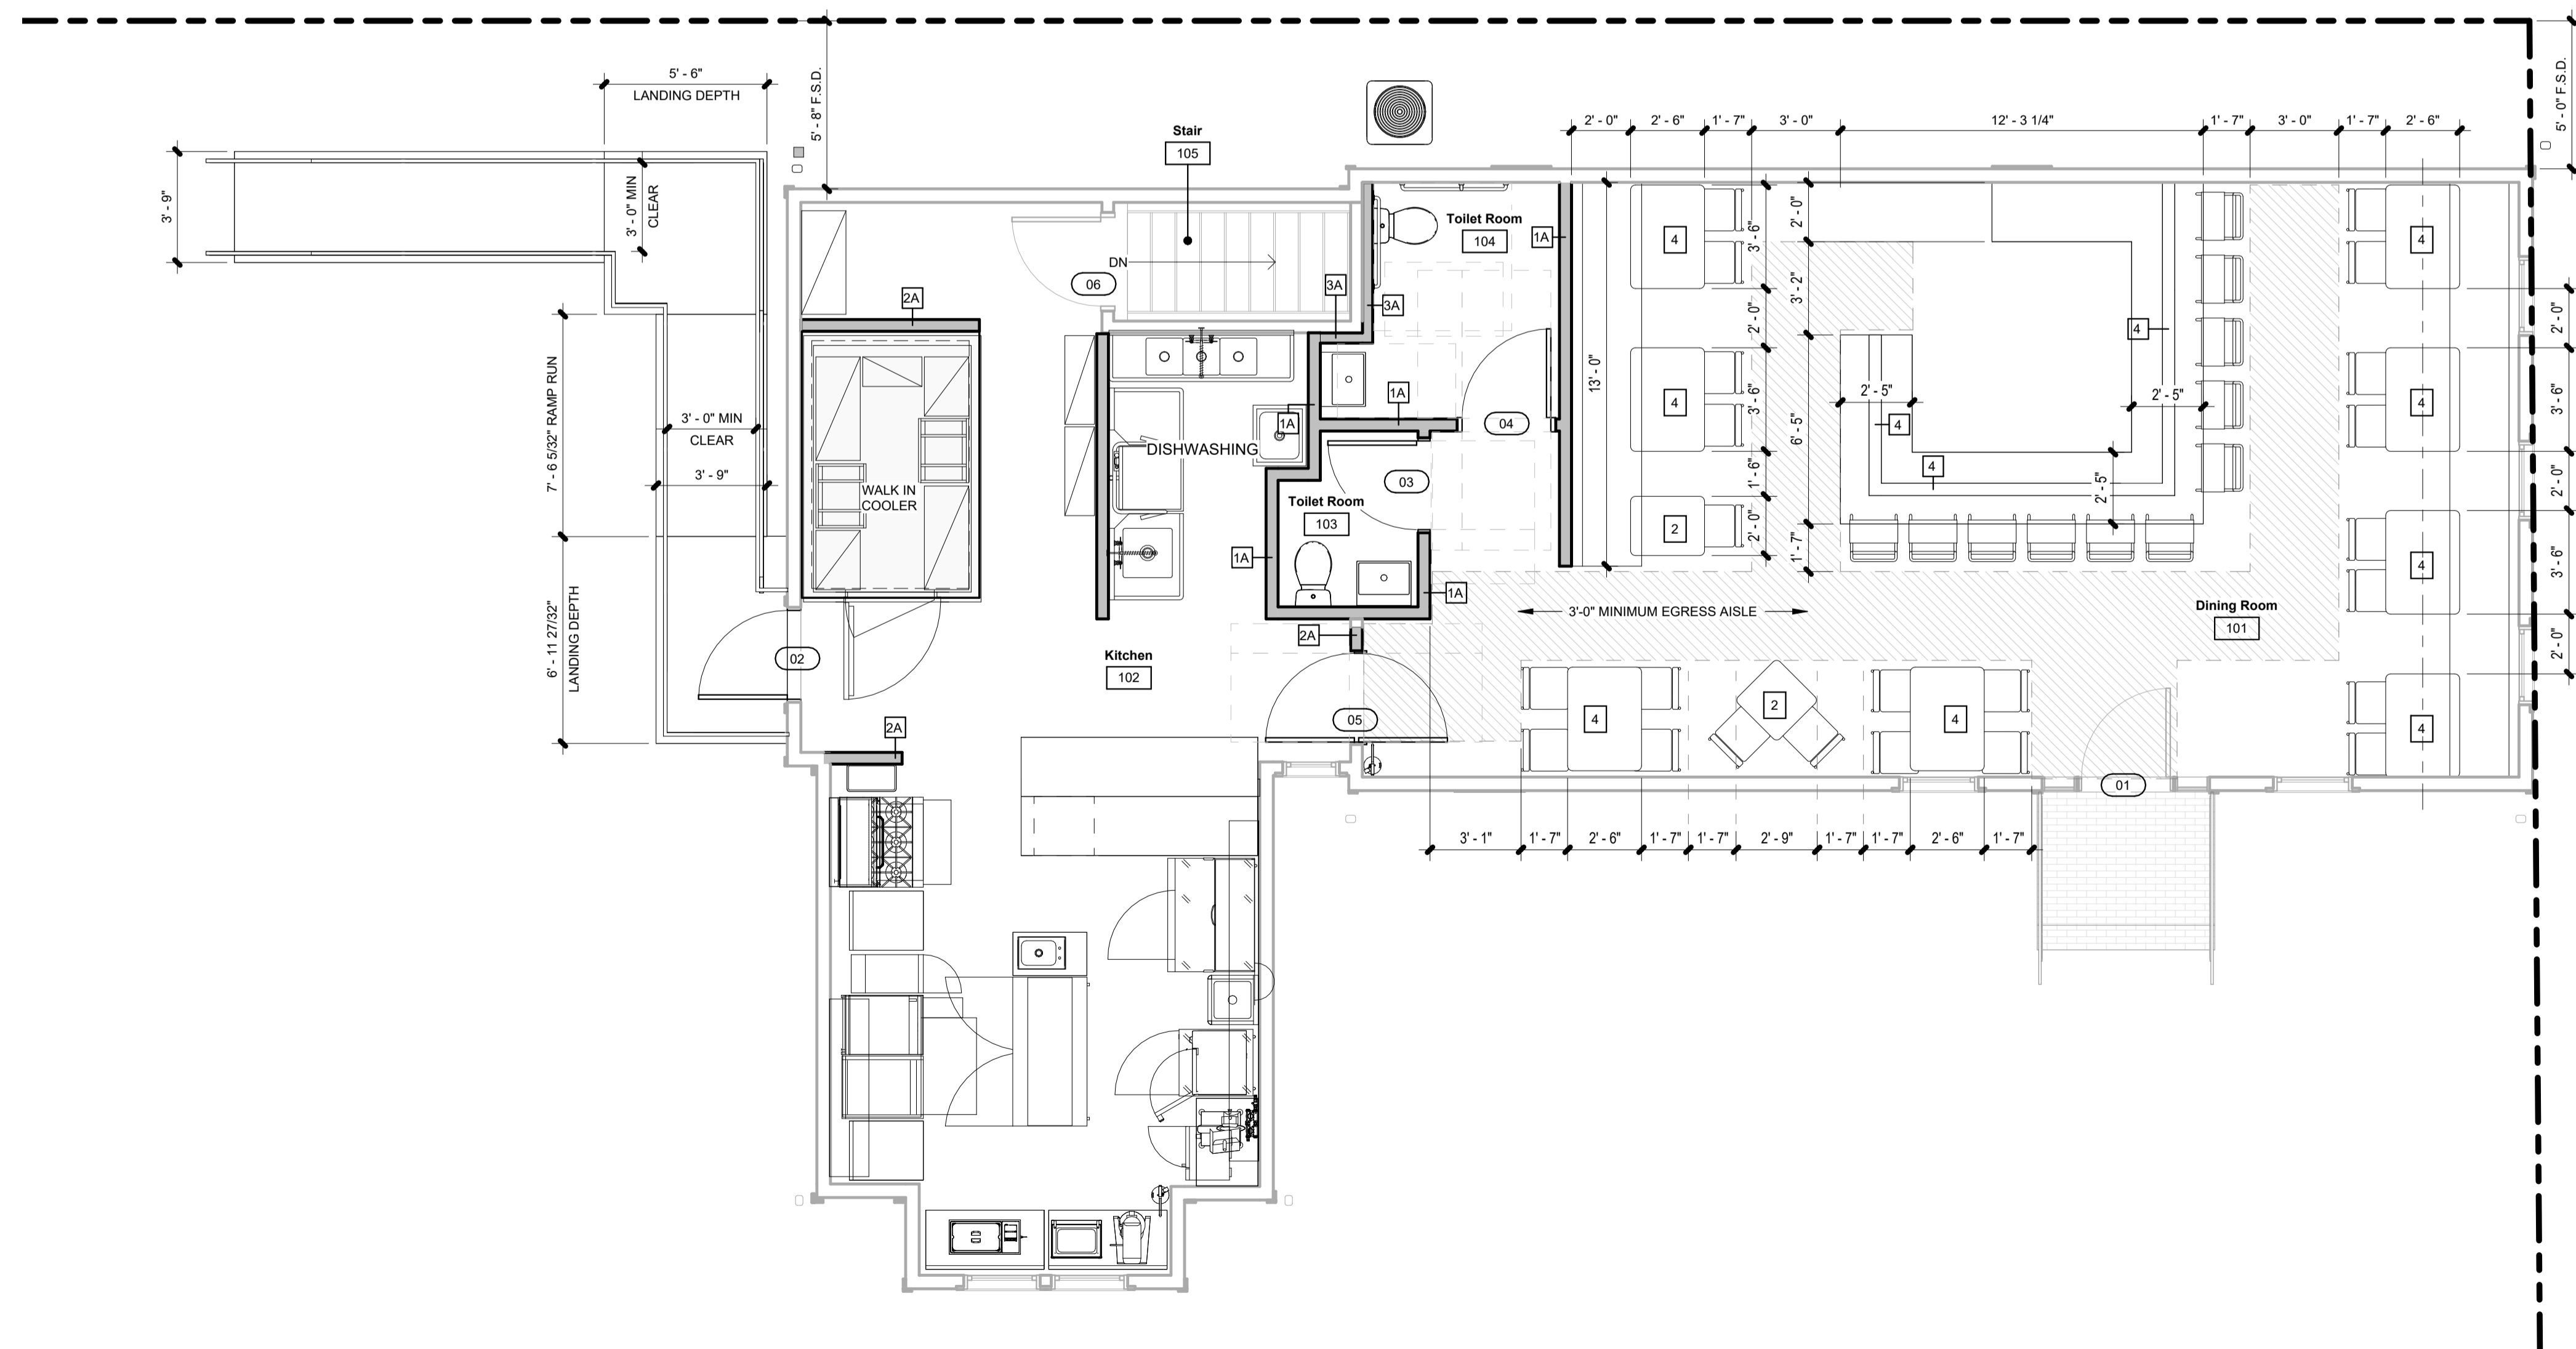 5' - 6"
LANDING DEPTH
5' - 8" F.S.D.
5' - 0" F.S.D.
Stair
105
2' - 0"
2' - 6"
1' - 7"
3' - 0"
12' - 3 1/4"
1' - 7"
3' - 0"
1' - 7"
2' - 6"
3' - 9"
3' - 0" MIN
CLEAR
DN
06
2A
3A
3A
Toilet Room
104
1A
4
3' - 6"
2' - 0"
4
3' - 6"
1' - 6"
2
2' - 0"
13' - 0"
2' - 0"
3' - 2"
6' - 5"
1' - 7"
2' - 5"
4
4
4
2' - 5"
2' - 5"
4
4
4
4
2' - 0"
3' - 6"
2' - 0"
3' - 6"
2' - 0"
7' - 6 5/32" RAMP RUN
3' - 0" MIN
CLEAR
3' - 9"
6' - 11 27/32"
LANDING DEPTH
WALK IN
COOLER
DISHWASHING
1A
1A
04
03
Toilet Room
103
1A
1A
2A
3'-0" MINIMUM EGRESS AISLE
Dining Room
101
02
Kitchen
102
05
2A
4
2
4
01
3' - 1"
1' - 7"
2' - 6"
1' - 7"
1' - 7"
2' - 9"
1' - 7"
1' - 7"
2' - 6"
1' - 7"